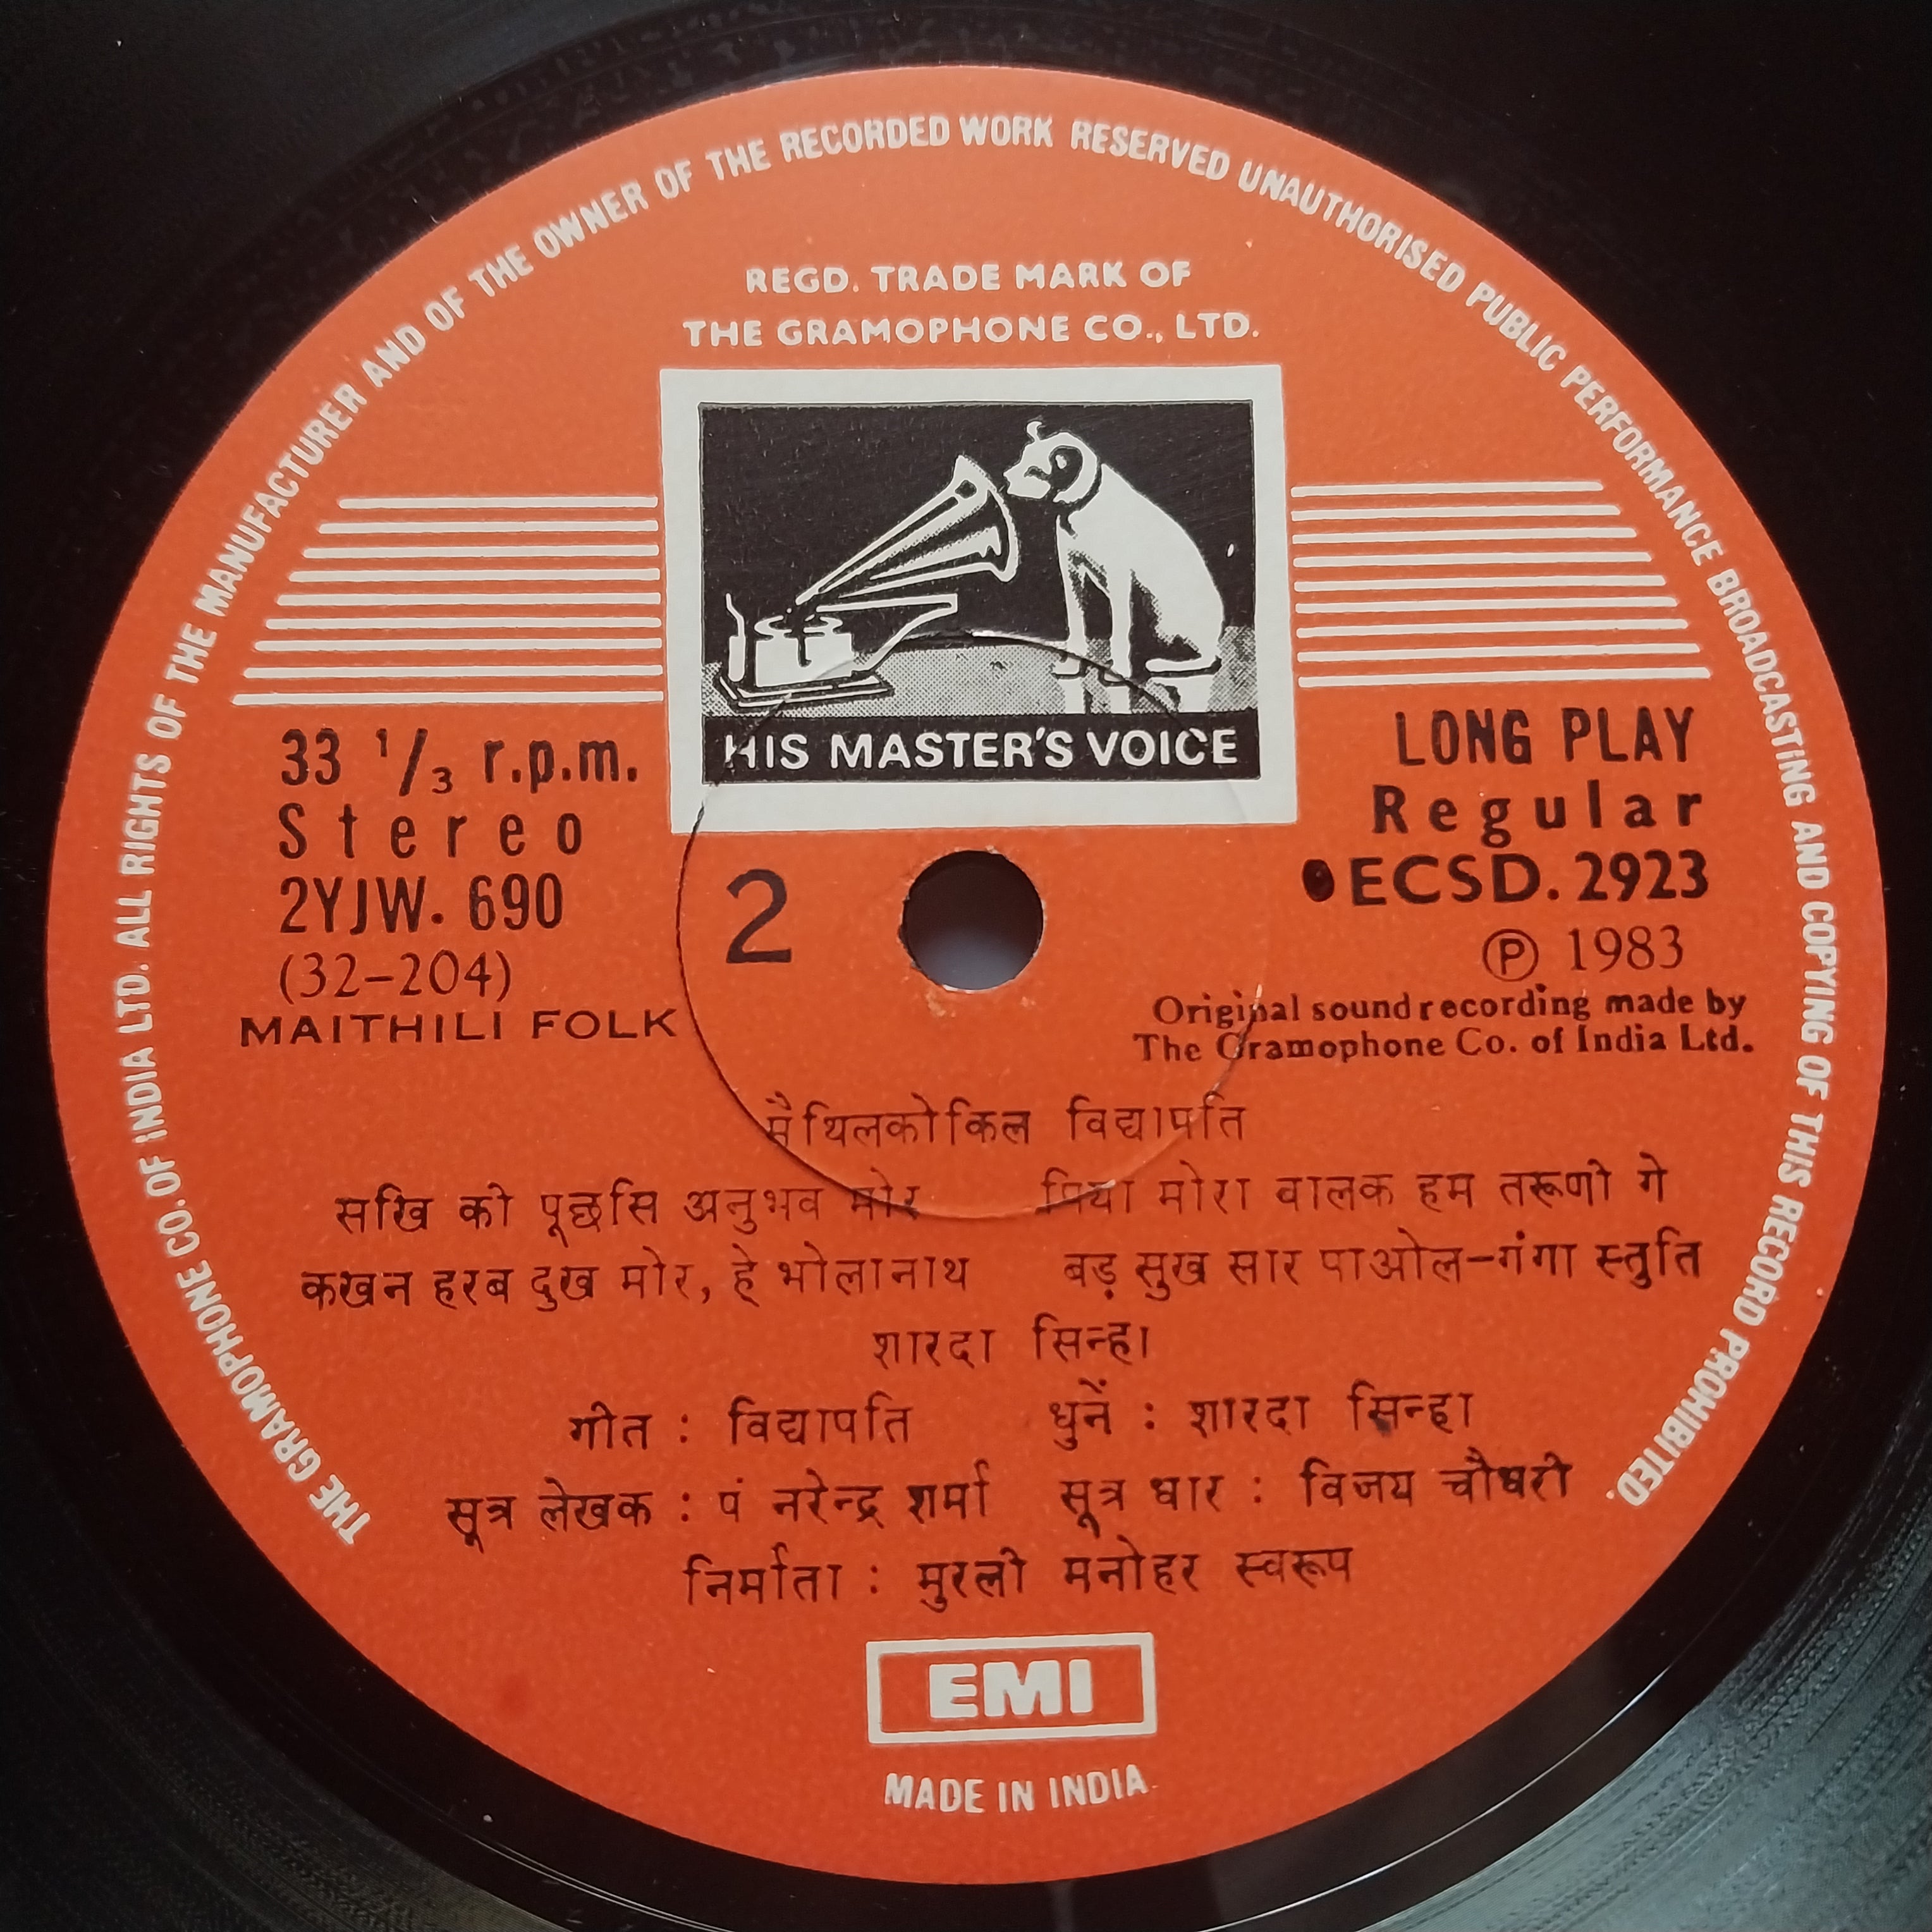 THE GRAMOPHONE CO. OF INDIA LTD. ALL RIGHTS OF THE MANUFACTURER AND OF THE OWNER OF THE RECORDED WORK RESERVED UNAUTHORISED PUBLIC PERFORMANCE BROADCASTING AND COPYING OF THIS RECORD PROHIBITED.
REGD. TRADE MARK OF
THE GRAMOPHONE CO., LTD.
HIS MASTER'S VOICE
33 1/3 r.p.m.
Stereo
2YJW. 690
(32-204)
MAITHILI FOLK
2
LONG PLAY
Regular
●ECSD. 2923
Ⓟ 1983
Original sound recording made by
The Gramophone Co. of India Ltd.
मैथिलकोकिल विद्यापति
सखि की पूछसि अनुभव मोर पिया मोरा वालक हम तरूणी गे
कखन हरब दुख मोर, हे भोलानाथ बड़ सुख सार पाओल-गंगा स्तुति
शारदा सिन्हा
गीत : विद्यापति धुनें : शारदा सिन्हा
सूत्र लेखक : पं नरेन्द्र शर्मा सूत्र धार : विजय चौधरी
निर्माता : मुरली मनोहर स्वरूप
EMI
MADE IN INDIA